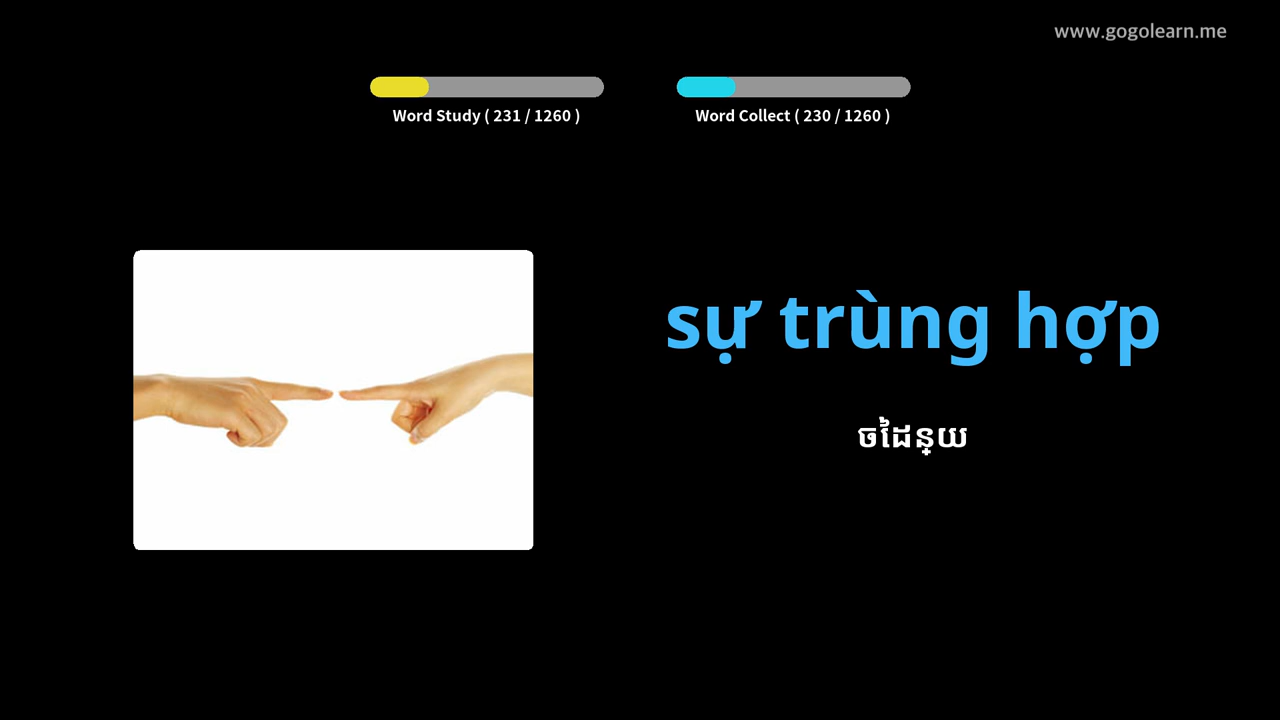 www.gogolearn.me
Word Study ( 231 / 1260 )
Word Collect ( 230 / 1260 )
sự trùng hợp
ចដៃន្យ